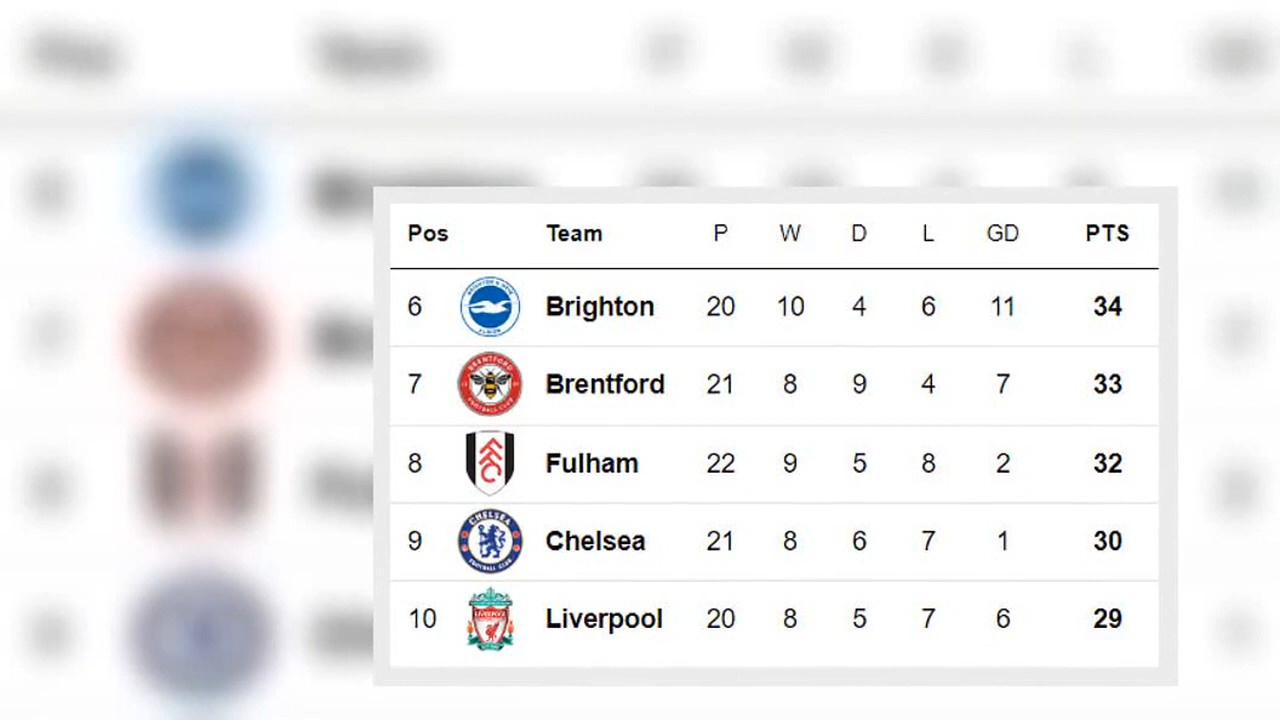 Pos Team P W D L GD PTS
6 Brighton 20 10 4 6 11 34
7 Brentford 21 8 9 4 7 33
8 Fulham 22 9 5 8 2 32
9 Chelsea 21 8 6 7 1 30
10 Liverpool 20 8 5 7 6 29